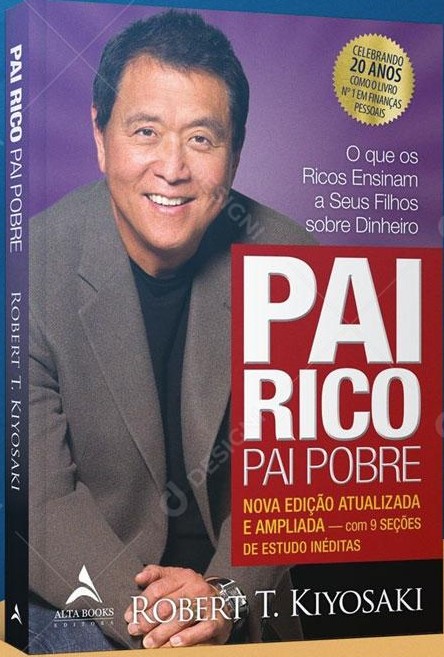 PAI RICO PAI POBRE
ROBERT T. KIYOSAKI
CELEBRANDO
20 ANOS
COMO O LIVRO
Nº 1 EM FINANÇAS
PESSOAIS
O que os
Ricos Ensinam
a Seus Filhos
sobre Dinheiro
PAI
RICO
PAI POBRE
NOVA EDIÇÃO ATUALIZADA
E AMPLIADA — com 9 SEÇÕES
DE ESTUDO INÉDITAS
ALTA BOOKS
EDITORA
ROBERT T. KIYOSAKI